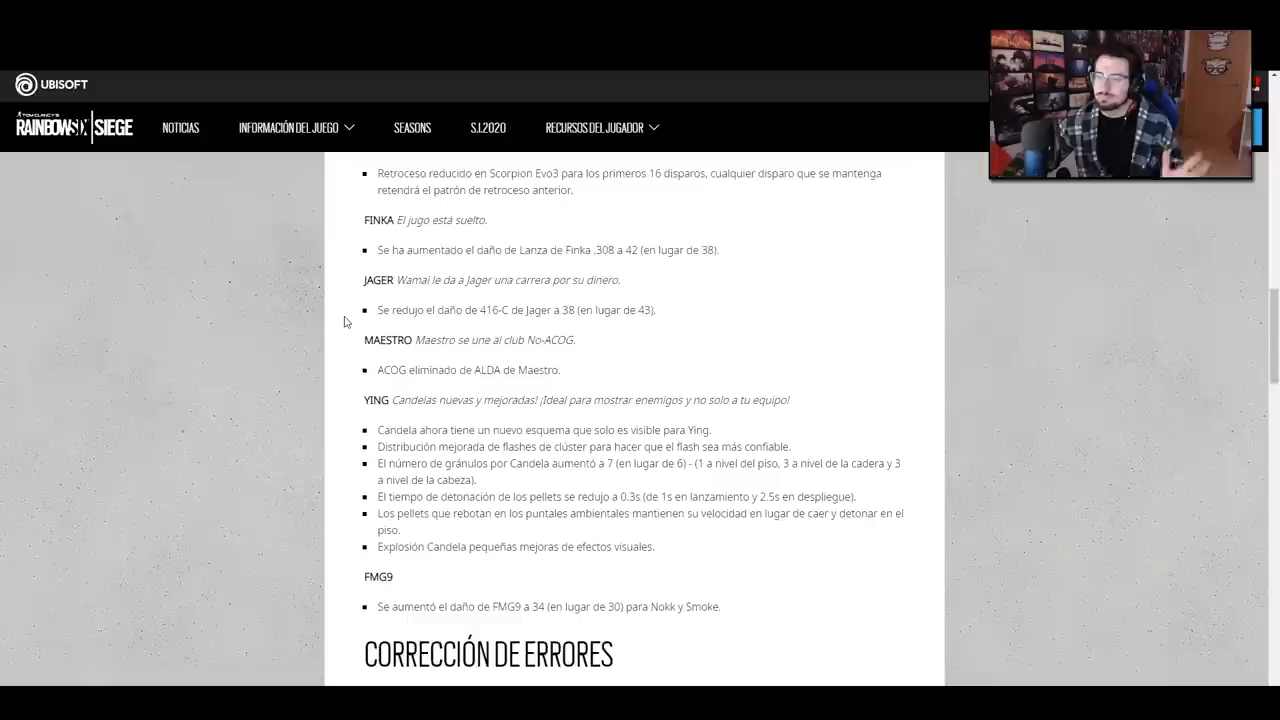 UBISOFT
TOM CLANCY'S
RAINBOWSIX | SIEGE
NOTICIAS
INFORMACIÓN DEL JUEGO
SEASONS
S.I.2020
RECURSOS DEL JUGADOR
Retroceso reducido en Scorpion Evo3 para los primeros 16 disparos, cualquier disparo que se mantenga
retendrá el patrón de retroceso anterior.
FINKA El jugo está suelto.
Se ha aumentado el daño de Lanza de Finka .308 a 42 (en lugar de 38).
JAGER Wamai le da a Jager una carrera por su dinero.
Se redujo el daño de 416-C de Jager a 38 (en lugar de 43).
MAESTRO Maestro se une al club No-ACOG.
ACOG eliminado de ALDA de Maestro.
YING Candelas nuevas y mejoradas! ¡Ideal para mostrar enemigos y no solo a tu equipo!
Candela ahora tiene un nuevo esquema que solo es visible para Ying.
Distribución mejorada de flashes de clúster para hacer que el flash sea más confiable.
El número de gránulos por Candela aumentó a 7 (en lugar de 6) - (1 a nivel del piso, 3 a nivel de la cadera y 3
a nivel de la cabeza).
El tiempo de detonación de los pellets se redujo a 0.3s (de 1s en lanzamiento y 2.5s en despliegue).
Los pellets que rebotan en los puntales ambientales mantienen su velocidad en lugar de caer y detonar en el
piso.
Explosión Candela pequeñas mejoras de efectos visuales.
FMG9
Se aumentó el daño de FMG9 a 34 (en lugar de 30) para Nokk y Smoke.
CORRECCIÓN DE ERRORES